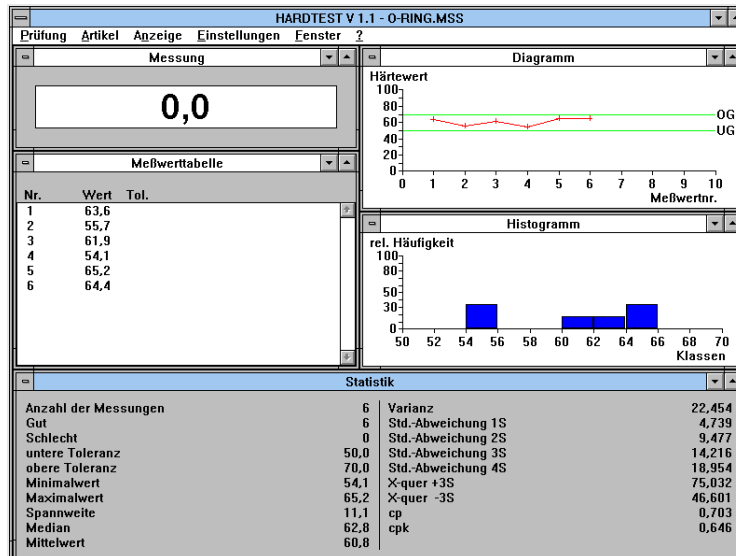 HARDTEST V 1.1 - O-RING.MSS
Prüfung Artikel Anzeige Einstellungen Fenster ?
Messung
0,0
Meßwerttabelle
Nr. Wert Tol.
1 63,6
2 55,7
3 61,9
4 54,1
5 65,2
6 64,4
Diagramm
Härtewert
100
80
60
40
20
0
0 1 2 3 4 5 6 7 8 9 10
OG
UG
Meßwertnr.
Histogramm
rel. Häufigkeit
100
80
50
30
0
50 52 54 56 58 60 62 64 66 68 70
Klassen
Statistik
Anzahl der Messungen 6
Gut 6
Schlecht 0
untere Toleranz 50,0
obere Toleranz 70,0
Minimalwert 54,1
Maximalwert 65,2
Spannweite 11,1
Median 62,8
Mittelwert 60,8
Varianz 22,454
Std.-Abweichung 1S 4,739
Std.-Abweichung 2S 9,477
Std.-Abweichung 3S 14,216
Std.-Abweichung 4S 18,954
X-quer +3S 75,032
X-quer -3S 46,601
cp 0,703
cpk 0,646